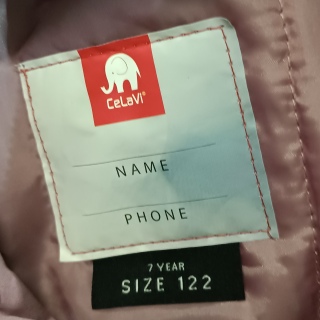 CeLaVi®
NAME
PHONE
7 YEAR
SIZE 122